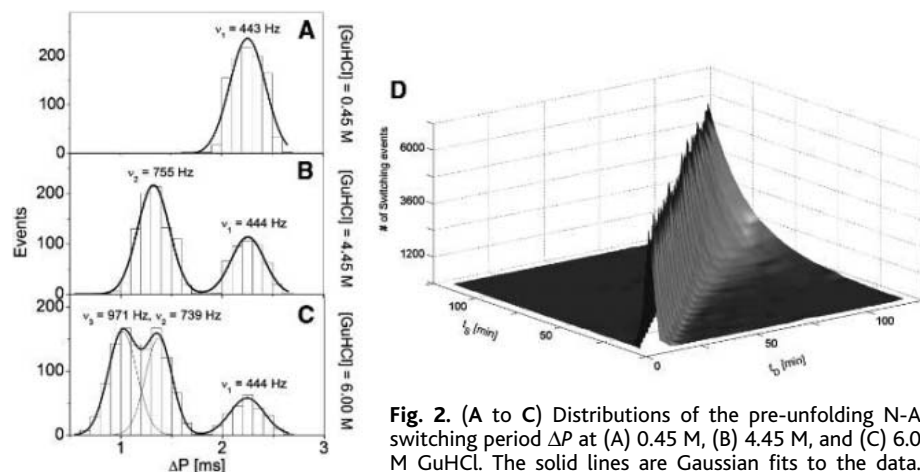 A
ν₁ = 443 Hz
200
100
0
[GuHCl] = 0.45 M
B
ν₂ = 755 Hz
ν₁ = 444 Hz
200
100
0
Events
[GuHCl] = 4.45 M
C
ν₃ = 971 Hz, ν₂ = 739 Hz
ν₁ = 444 Hz
200
100
0
[GuHCl] = 6.00 M
1
2
3
ΔP [ms]
D
# of Switching events
6000
3600
1200
0
100
50
t_S [min]
0
50
100
t_D [min]
Fig. 2. (A to C) Distributions of the pre-unfolding N-A
switching period ΔP at (A) 0.45 M, (B) 4.45 M, and (C) 6.0
M GuHCl. The solid lines are Gaussian fits to the data.